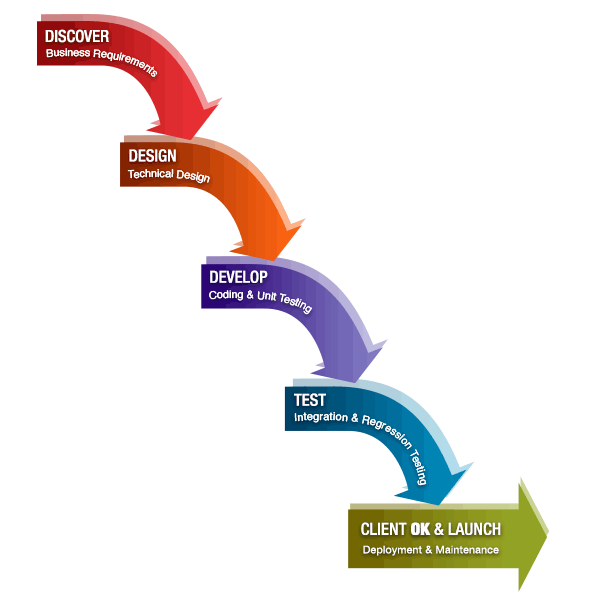 DISCOVER
Business Requirements
DESIGN
Technical Design
DEVELOP
Coding & Unit Testing
TEST
Integration & Regression Testing
CLIENT OK & LAUNCH
Deployment & Maintenance